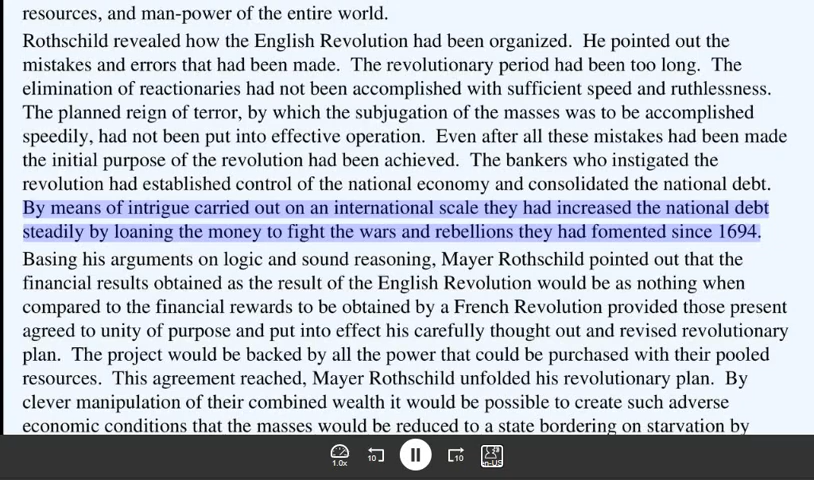 resources, and man-power of the entire world.
Rothschild revealed how the English Revolution had been organized.  He pointed out the
mistakes and errors that had been made.  The revolutionary period had been too long.  The
elimination of reactionaries had not been accomplished with sufficient speed and ruthlessness.
The planned reign of terror, by which the subjugation of the masses was to be accomplished
speedily, had not been put into effective operation.  Even after all these mistakes had been made
the initial purpose of the revolution had been achieved.  The bankers who instigated the
revolution had established control of the national economy and consolidated the national debt.
By means of intrigue carried out on an international scale they had increased the national debt
steadily by loaning the money to fight the wars and rebellions they had fomented since 1694.
Basing his arguments on logic and sound reasoning, Mayer Rothschild pointed out that the
financial results obtained as the result of the English Revolution would be as nothing when
compared to the financial rewards to be obtained by a French Revolution provided those present
agreed to unity of purpose and put into effect his carefully thought out and revised revolutionary
plan.  The project would be backed by all the power that could be purchased with their pooled
resources.  This agreement reached, Mayer Rothschild unfolded his revolutionary plan.  By
clever manipulation of their combined wealth it would be possible to create such adverse
economic conditions that the masses would be reduced to a state bordering on starvation by
1.0x 10 10 en-US